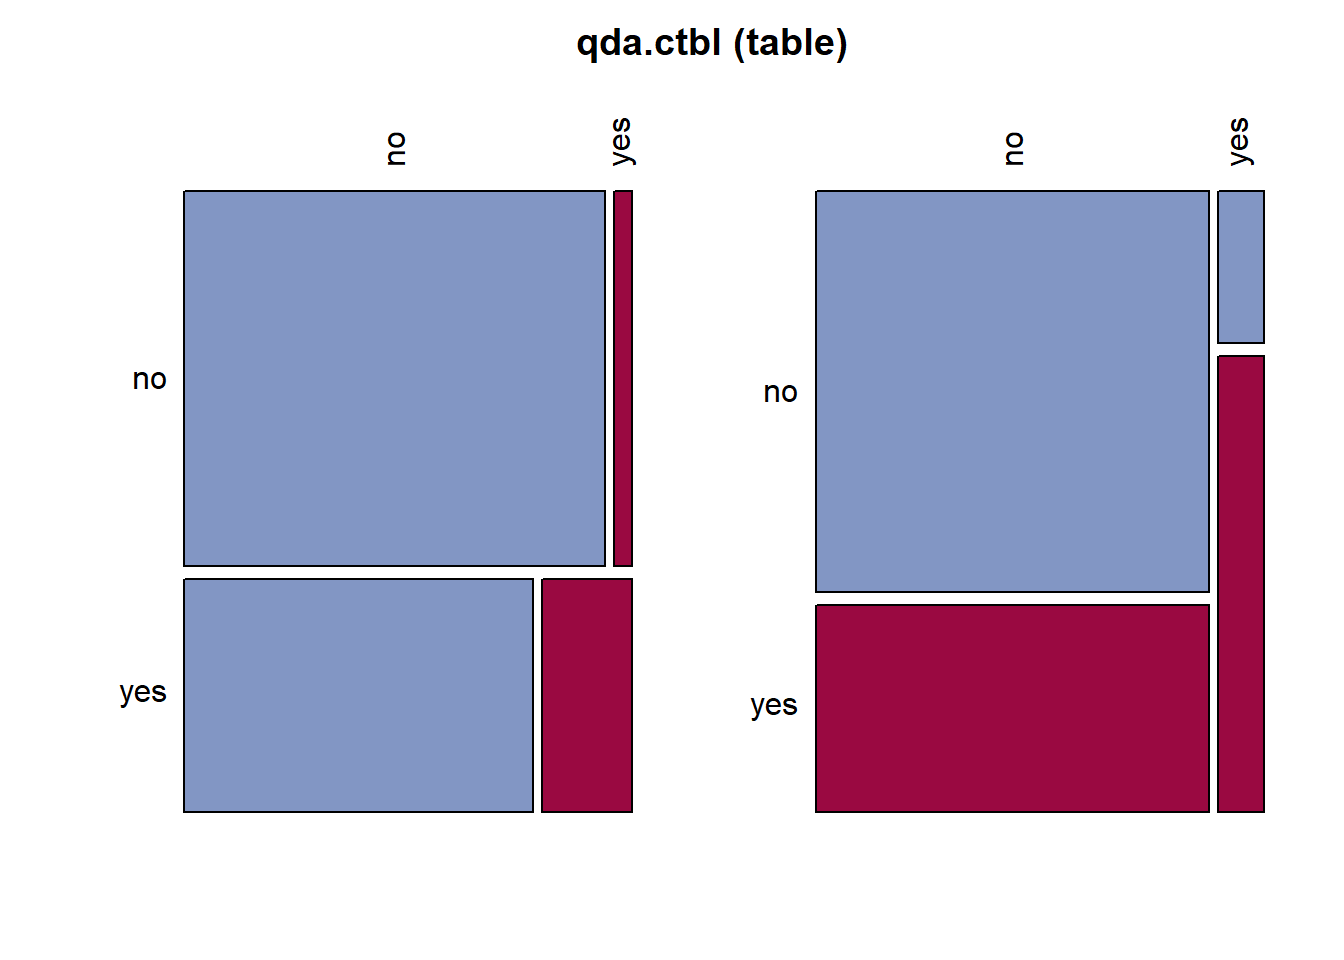 qda.ctbl (table)
no
yes
no
yes
no
yes
no
yes